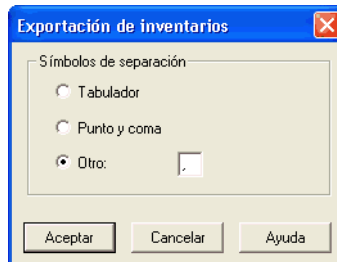 Exportación de inventarios
Símbolos de separación
Tabulador
Punto y coma
Otro: ,
Aceptar Cancelar Ayuda